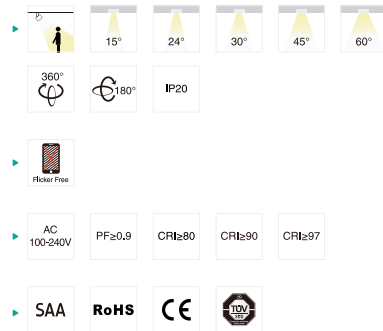 15° 24° 30° 45° 60°
360° 180° IP20
Flicker Free
AC
100-240V PF≥0.9 CRI≥80 CRI≥90 CRI≥97
SAA RoHS CE TÜV